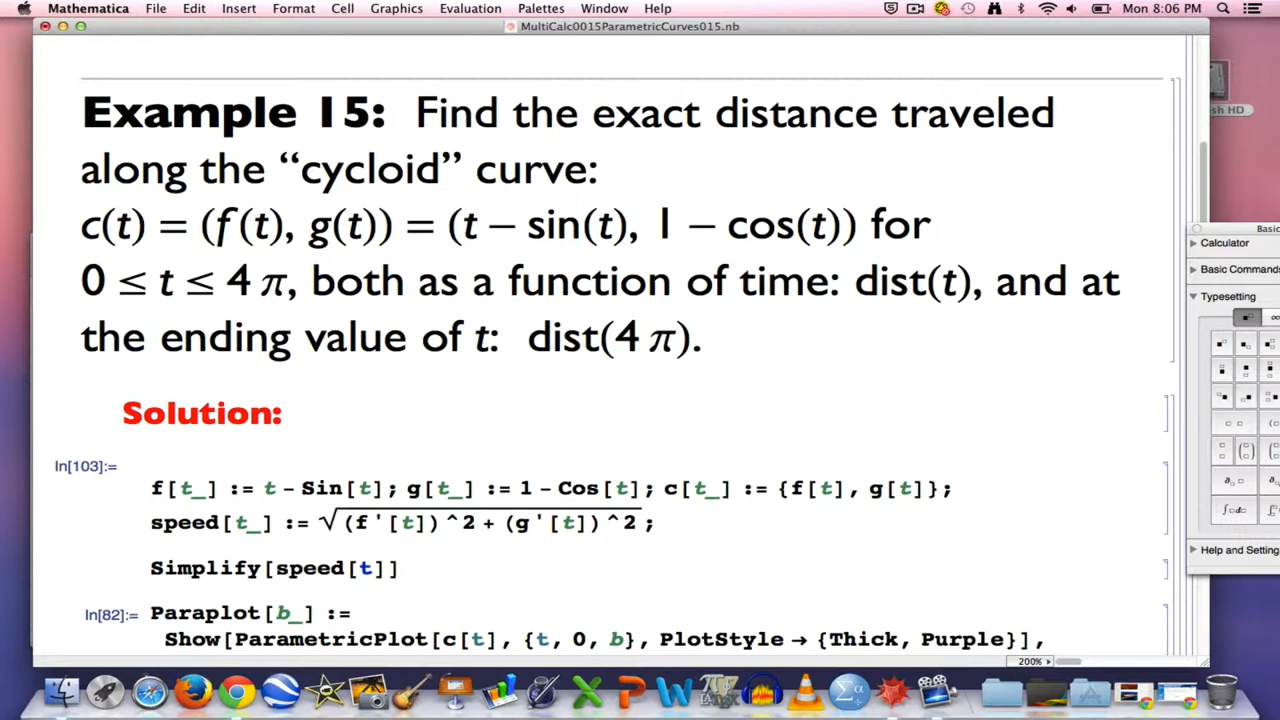 Mathematica File Edit Insert Format Cell Graphics Evaluation Palettes Window Help Mon 8:06 PM
MultiCalc0015ParametricCurves015.nb
Example 15: Find the exact distance traveled
along the “cycloid” curve:
c(t) = (f(t), g(t)) = (t − sin(t), 1 − cos(t)) for
0 ≤ t ≤ 4 π, both as a function of time: dist(t), and at
the ending value of t: dist(4 π).
Solution:
In[103]:=
f[t_] := t - Sin[t]; g[t_] := 1 - Cos[t]; c[t_] := {f[t], g[t]};
speed[t_] := √(f'[t])^2 + (g'[t])^2 ;
Simplify[speed[t]]
In[82]:= Paraplot[b_] :=
Show[ParametricPlot[c[t], {t, 0, b}, PlotStyle → {Thick, Purple}],
200%
sh HD
Basic
Calculator
Basic Commands
Typesetting
Help and Setting